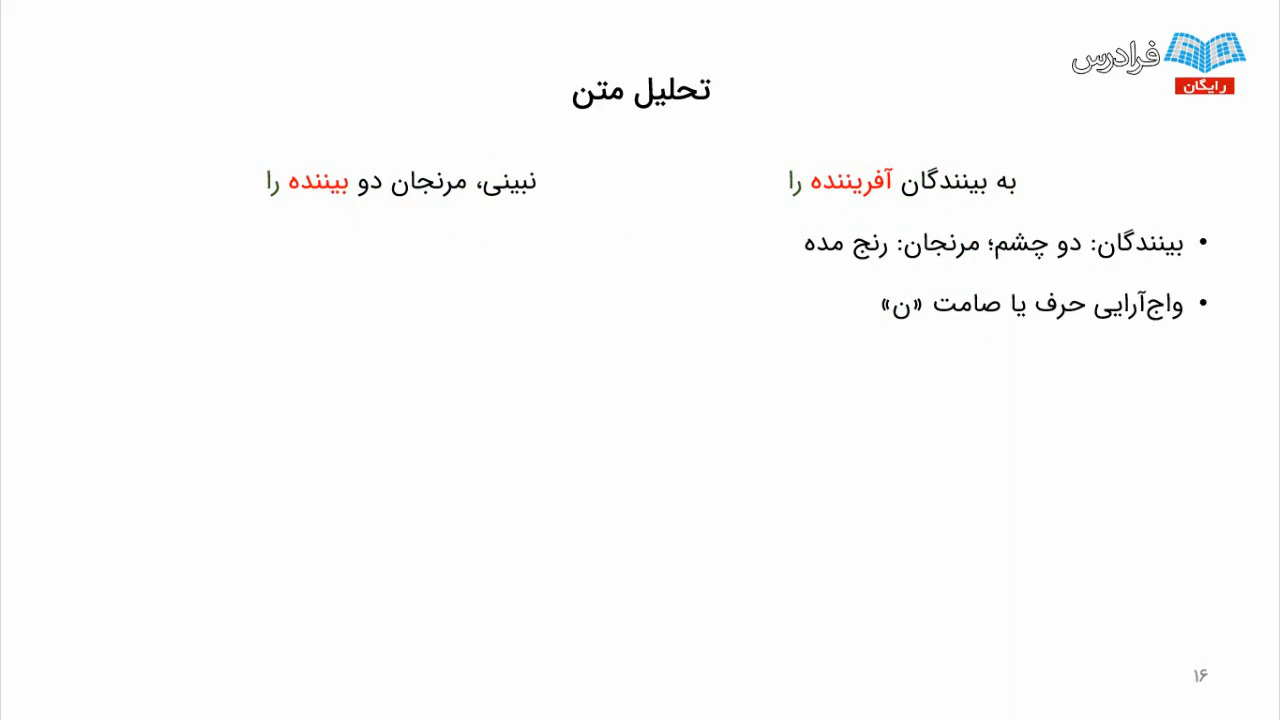 فرادرس
رایگان
تحلیل متن
به بینندگان آفریننده را نبینی، مرنجان دو بیننده را
• بینندگان: دو چشم؛ مرنجان: رنج مده
• واج‌آرایی حرف یا صامت «ن»
۱۶